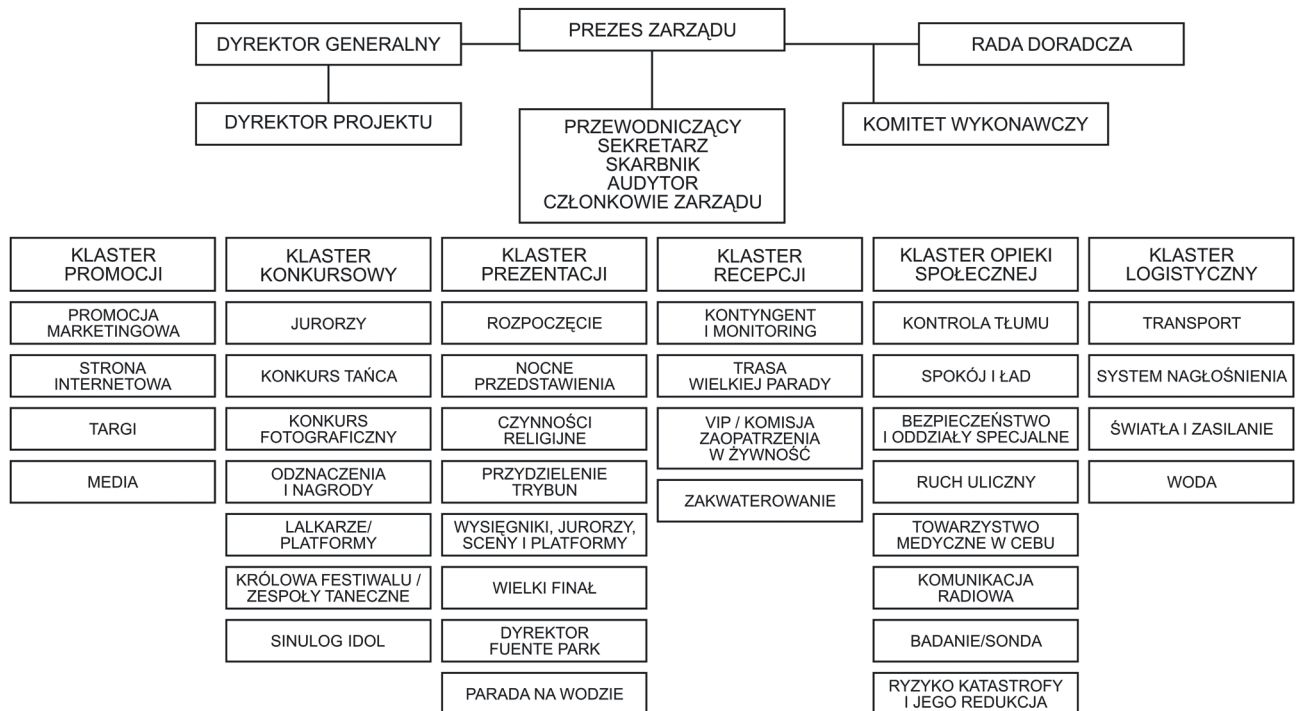 DYREKTOR GENERALNY
PREZES ZARZĄDU
RADA DORADCZA
DYREKTOR PROJEKTU
PRZEWODNICZĄCY
SEKRETARZ
SKARBNIK
AUDYTOR
CZŁONKOWIE ZARZĄDU
KOMITET WYKONAWCZY
KLASTER
PROMOCJI
PROMOCJA
MARKETINGOWA
STRONA
INTERNETOWA
TARGI
MEDIA
KLASTER
KONKURSOWY
JURORZY
KONKURS TAŃCA
KONKURS
FOTOGRAFICZNY
ODZNACZENIA
I NAGRODY
LALKARZE/
PLATFORMY
KRÓLOWA FESTIWALU /
ZESPOŁY TANECZNE
SINULOG IDOL
KLASTER
PREZENTACJI
ROZPOCZĘCIE
NOCNE
PRZEDSTAWIENIA
CZYNNOŚCI
RELIGIJNE
PRZYDZIELENIE
TRYBUN
WYSIĘGNIKI, JURORZY,
SCENY I PLATFORMY
WIELKI FINAŁ
DYREKTOR
FUENTE PARK
PARADA NA WODZIE
KLASTER
RECEPCJI
KONTYNGENT
I MONITORING
TRASA
WIELKIEJ PARADY
VIP / KOMISJA
ZAOPATRZENIA
W ŻYWNOŚĆ
ZAKWATEROWANIE
KLASTER OPIEKI
SPOŁECZNEJ
KONTROLA TŁUMU
SPOKÓJ I ŁAD
BEZPIECZEŃSTWO
I ODDZIAŁY SPECJALNE
RUCH ULICZNY
TOWARZYSTWO
MEDYCZNE W CEBU
KOMUNIKACJA
RADIOWA
BADANIE/SONDA
RYZYKO KATASTROFY
I JEGO REDUKCJA
KLASTER
LOGISTYCZNY
TRANSPORT
SYSTEM NAGŁOŚNIENIA
ŚWIATŁA I ZASILANIE
WODA